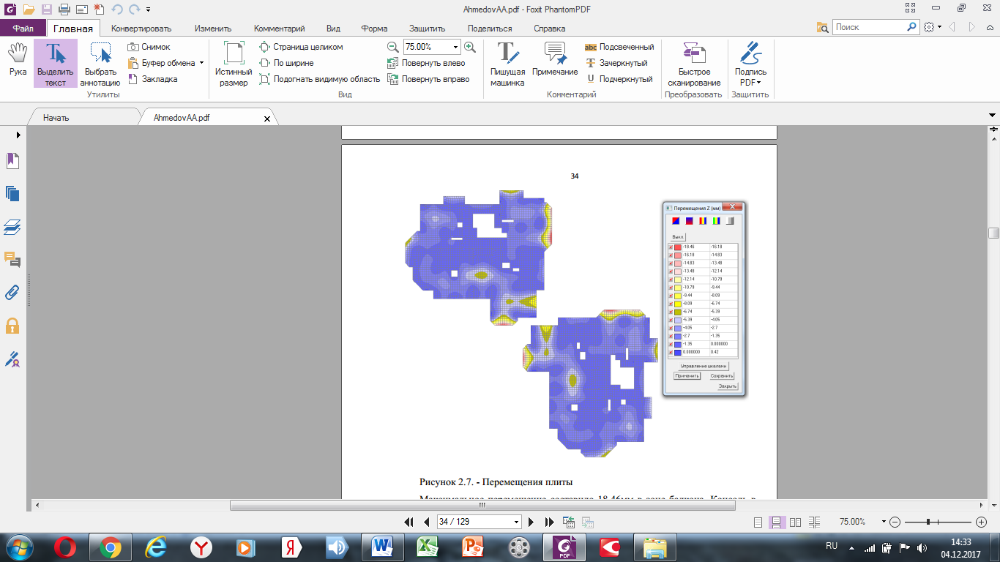 AhmedovAA.pdf - Foxit PhantomPDF
Файл Главная Конвертировать Изменить Комментарий Вид Форма Защитить Поделиться Справка
Поиск
Рука
Выделить текст
Выбрать аннотацию
Снимок
Буфер обмена
Закладка
Утилиты
Истинный размер
Страница целиком
По ширине
Подогнать видимую область
75.00%
Повернуть влево
Повернуть вправо
Вид
Пишущая машинка
Примечание
abc Подсвеченный
Зачеркнутый
U Подчеркнутый
Комментарий
Быстрое сканирование
Преобразовать
Подпись PDF
Защитить
Начать
AhmedovAA.pdf
34
Перемещения Z (мм)
Выкл.
-18.46 -16.18
-16.18 -14.83
-14.83 -13.48
-13.48 -12.14
-12.14 -10.79
-10.79 -9.44
-9.44 -8.09
-8.09 -6.74
-6.74 -5.39
-5.39 -4.05
-4.05 -2.7
-2.7 -1.35
-1.35 0.000000
0.000000 0.42
Управление шкалами
Применить Сохранить
Закрыть
Рисунок 2.7. - Перемещения плиты
Максимальное перемещение составило 18,46мм в зоне балкона. Консоль в
34 / 129
75.00%
RU
14:33
04.12.2017